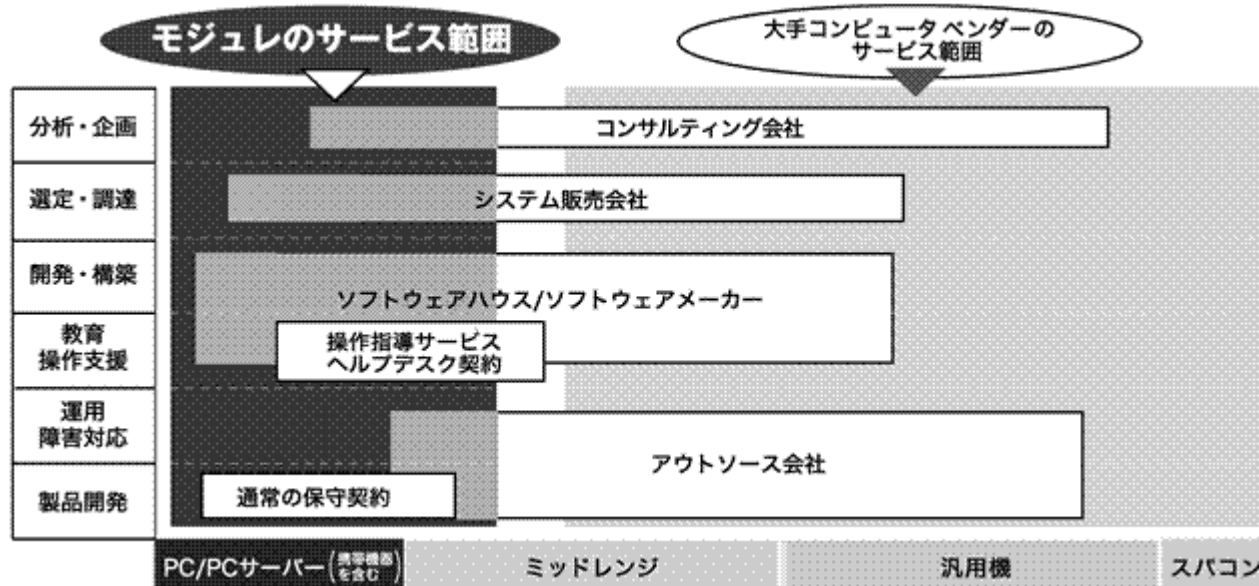 モジュレのサービス範囲
大手コンピュータベンダーの
サービス範囲
分析・企画
コンサルティング会社
選定・調達
システム販売会社
開発・構築
ソフトウェアハウス/ソフトウェアメーカー
教育
操作支援
操作指導サービス
ヘルプデスク契約
運用
障害対応
アウトソース会社
製品開発
通常の保守契約
PC/PCサーバー(携帯機器
を含む)
ミッドレンジ
汎用機
スパコン